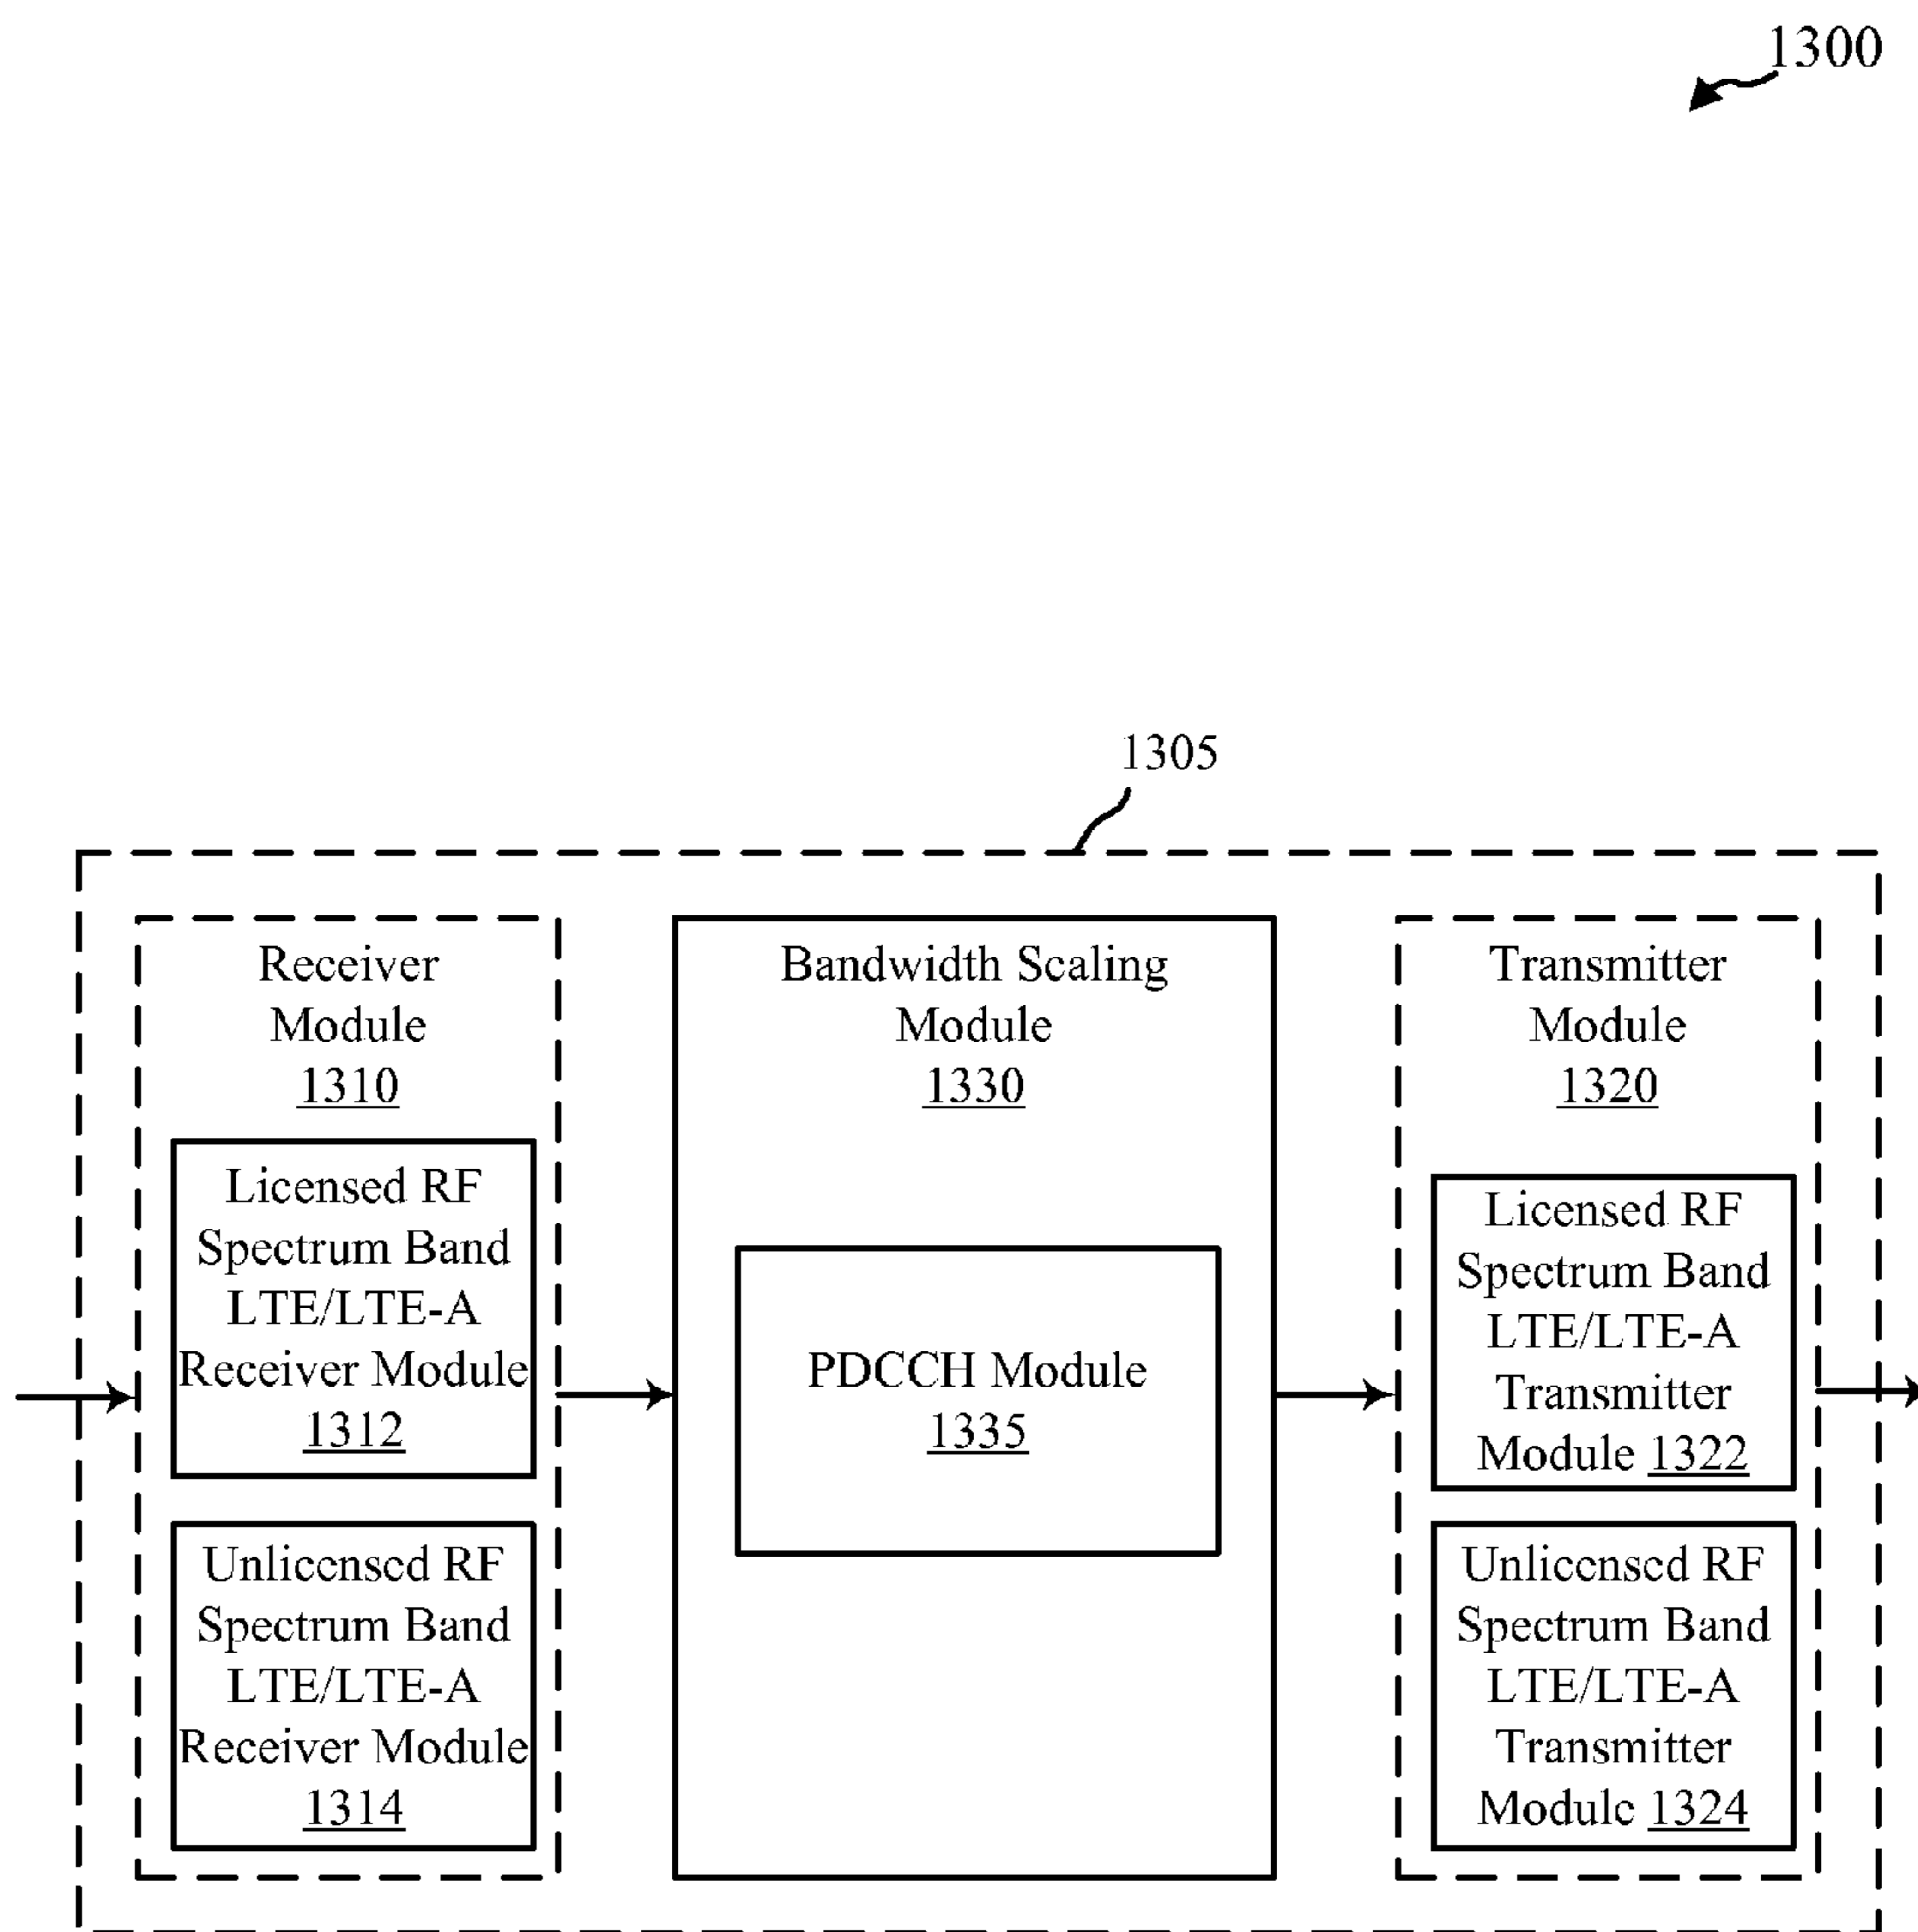 1300
1305
Receiver
Module
1310
Licensed RF
Spectrum Band
LTE/LTE-A
Receiver Module
1312
Unlicensed RF
Spectrum Band
LTE/LTE-A
Receiver Module
1314
Bandwidth Scaling
Module
1330
PDCCH Module
1335
Transmitter
Module
1320
Licensed RF
Spectrum Band
LTE/LTE-A
Transmitter
Module 1322
Unlicensed RF
Spectrum Band
LTE/LTE-A
Transmitter
Module 1324